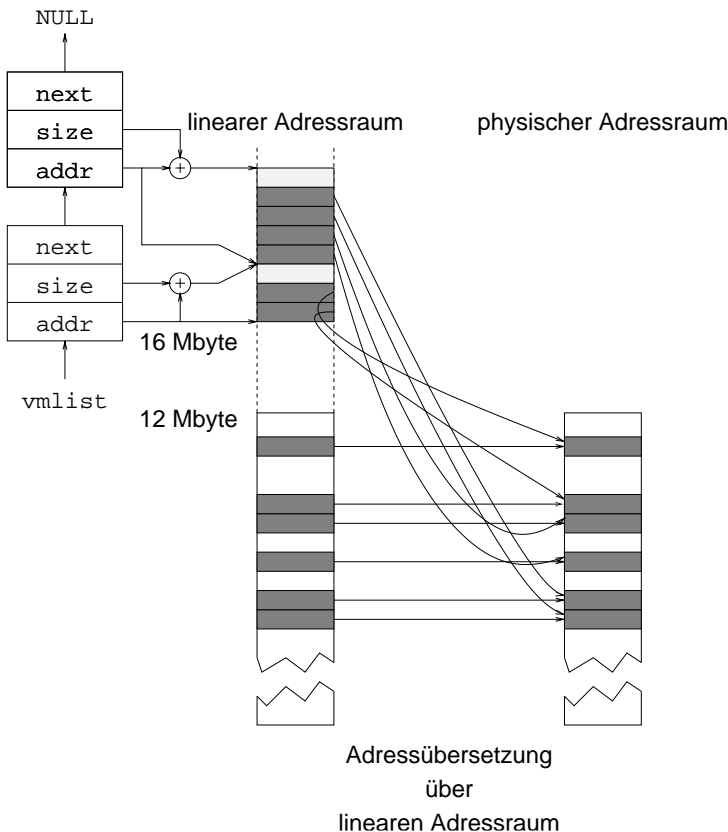 NULL
next
size
addr
next
size
addr
vmlist
linearer Adressraum
physischer Adressraum
+
+
16 Mbyte
12 Mbyte
Adressübersetzung
über
linearen Adressraum